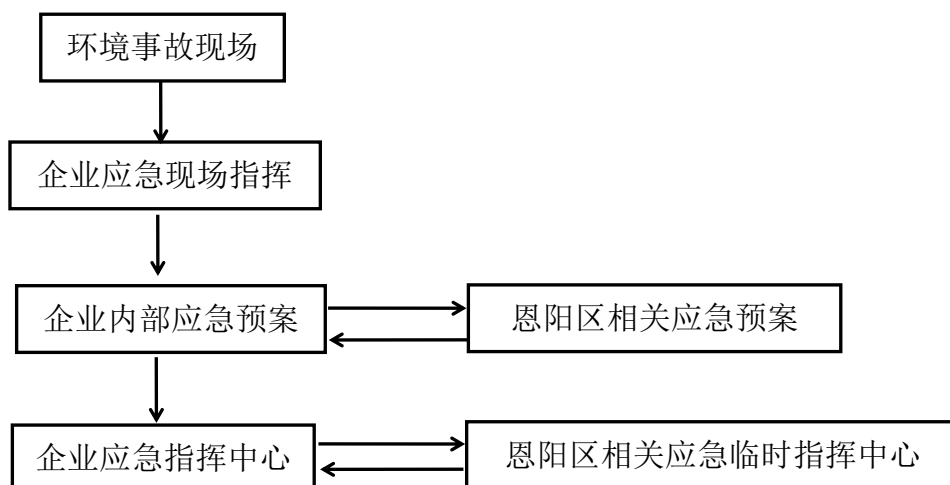 环境事故现场
企业应急现场指挥
企业内部应急预案
恩阳区相关应急预案
企业应急指挥中心
恩阳区相关应急临时指挥中心